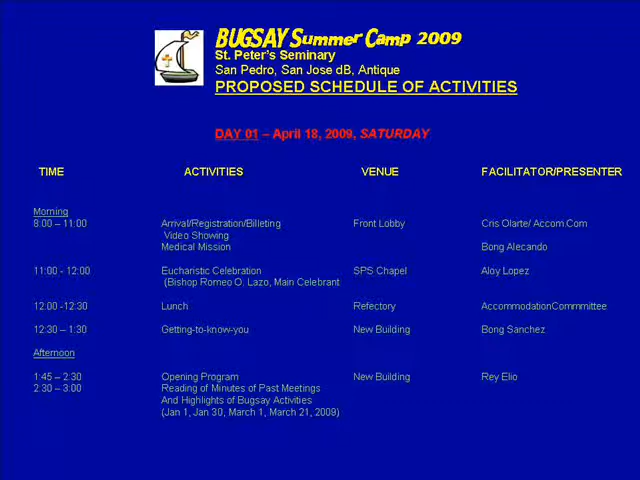 BUGSAY Summer Camp 2009
St. Peter's Seminary
San Pedro, San Jose dB, Antique
PROPOSED SCHEDULE OF ACTIVITIES
DAY 01 – April 18, 2009, SATURDAY
TIME ACTIVITIES VENUE FACILITATOR/PRESENTER
Morning
8:00 – 11:00 Arrival/Registration/Billeting Front Lobby Cris Olarte/ Accom.Com
Video Showing
Medical Mission Bong Alecando
11:00 - 12:00 Eucharistic Celebration SPS Chapel Aloy Lopez
(Bishop Romeo O. Lazo, Main Celebrant
12:00 -12:30 Lunch Refectory AccommodationCommmittee
12:30 – 1:30 Getting-to-know-you New Building Bong Sanchez
Afternoon
1:45 – 2:30 Opening Program New Building Rey Elio
2:30 – 3:00 Reading of Minutes of Past Meetings
And Highlights of Bugsay Activities
(Jan 1, Jan 30, March 1, March 21, 2009)